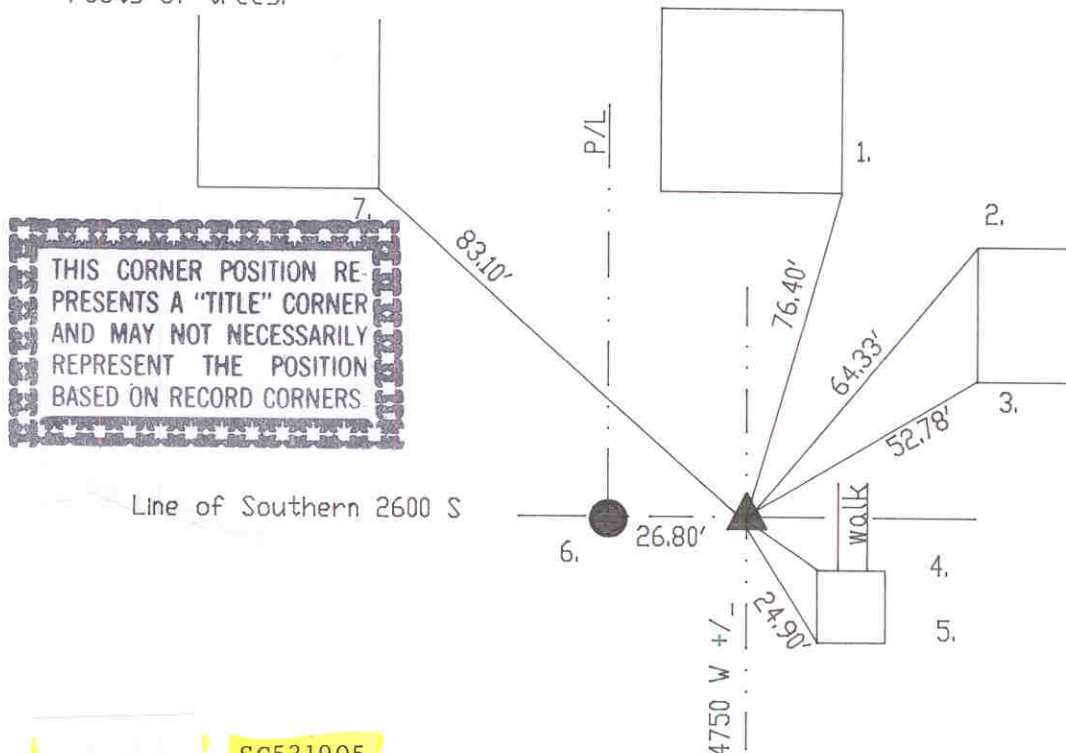 P/L
1.
2.
7.
83.10'
76.40'
THIS CORNER POSITION RE-
PRESENTS A "TITLE" CORNER
AND MAY NOT NECESSARILY
REPRESENT THE POSITION
BASED ON RECORD CORNERS
64.33'
3.
52.78'
Line of Southern 2600 S
walk
26.80'
6.
4.
24.90'
5.
4750 W +/-